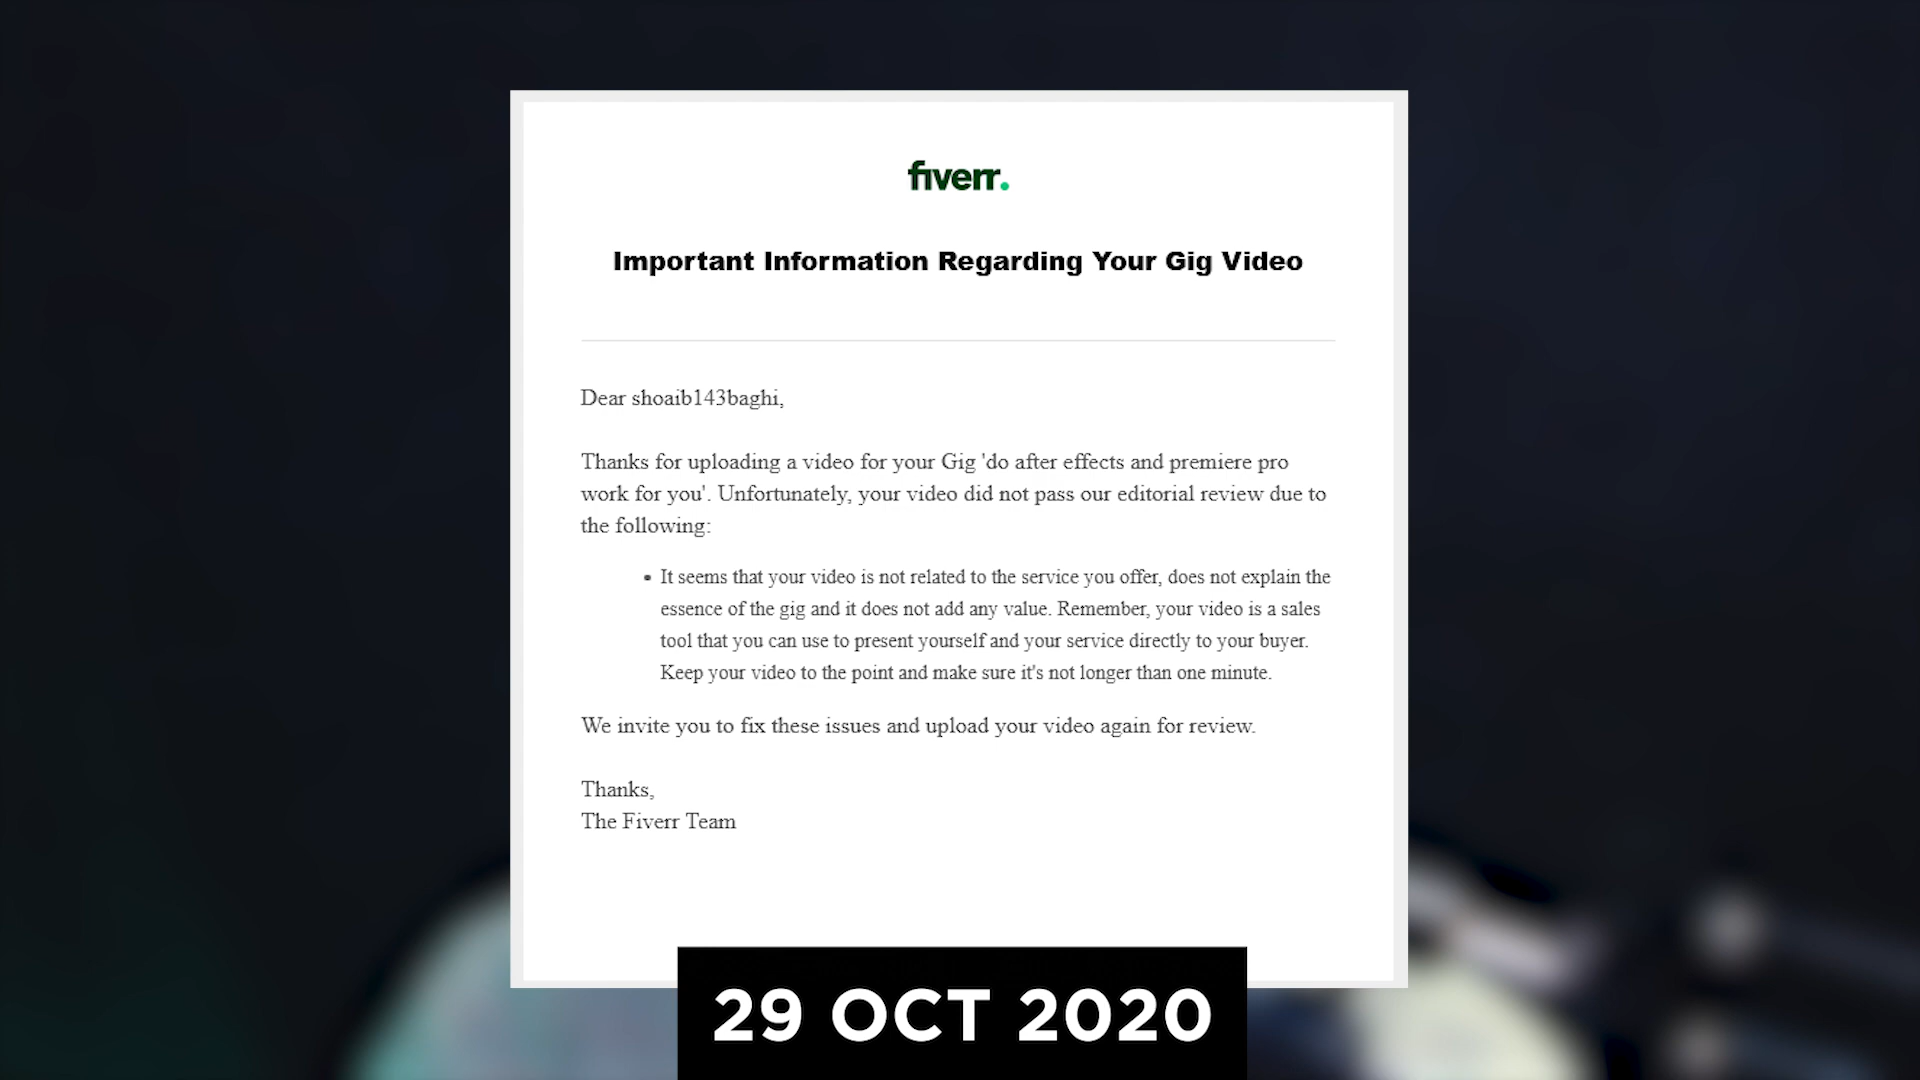 fiverr.
Important Information Regarding Your Gig Video
Dear shoaib143baghi,
Thanks for uploading a video for your Gig 'do after effects and premiere pro
work for you'. Unfortunately, your video did not pass our editorial review due to
the following:
• It seems that your video is not related to the service you offer, does not explain the
essence of the gig and it does not add any value. Remember, your video is a sales
tool that you can use to present yourself and your service directly to your buyer.
Keep your video to the point and make sure it's not longer than one minute.
We invite you to fix these issues and upload your video again for review.
Thanks,
The Fiverr Team
29 OCT 2020